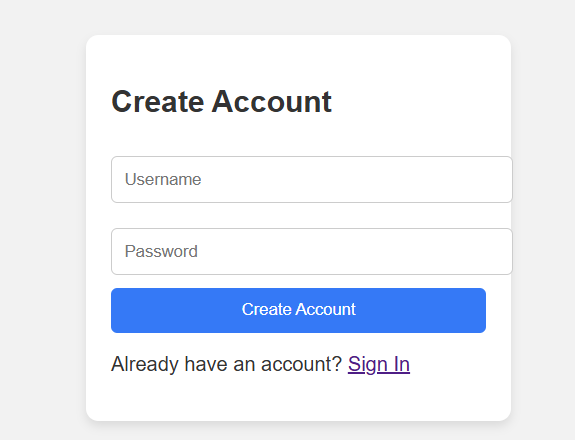 Create Account
Username
Password
Create Account
Already have an account? Sign In